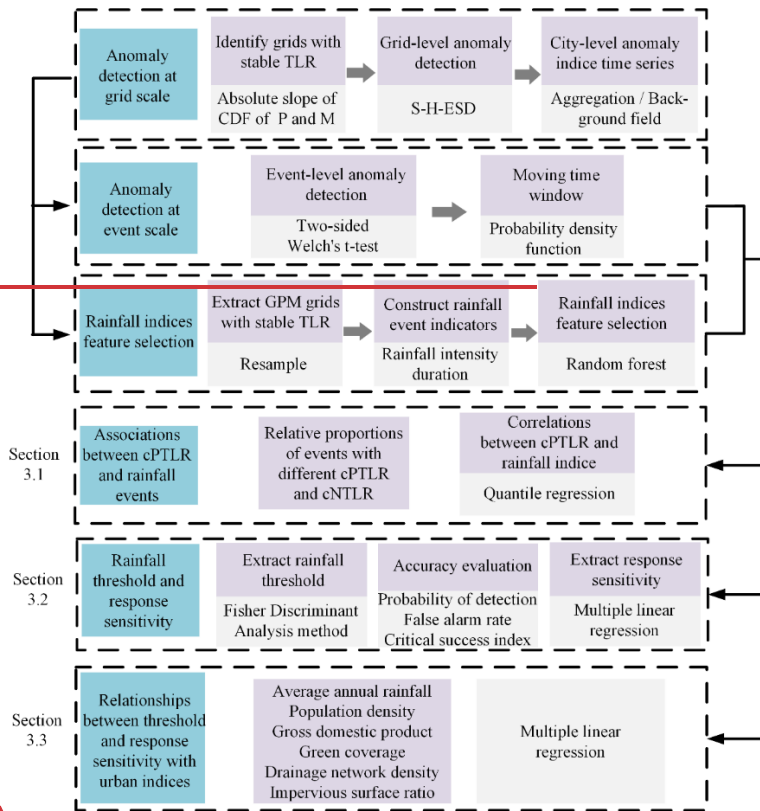 Anomaly
detection at
grid scale
Identify grids with
stable TLR
Absolute slope of
CDF of P and M
Grid-level anomaly
detection
S-H-ESD
City-level anomaly
indice time series
Aggregation / Back-
ground field
Anomaly
detection at
event scale
Event-level anomaly
detection
Two-sided
Welch's t-test
Moving time
window
Probability density
function
Rainfall indices
feature selection
Extract GPM grids
with stable TLR
Resample
Construct rainfall
event indicators
Rainfall intensity
duration
Rainfall indices
feature selection
Random forest
Section
3.1
Associations
between cPTLR
and rainfall
events
Relative proportions
of events with
different cPTLR
and cNTLR
Correlations
between cPTLR and
rainfall indice
Quantile regression
Section
3.2
Rainfall
threshold and
response
sensitivity
Extract rainfall
threshold
Fisher Discriminant
Analysis method
Accuracy evaluation
Probability of detection
False alarm rate
Critical success index
Extract response
sensitivity
Multiple linear
regression
Section
3.3
Relationships
between threshold
and response
sensitivity with
urban indices
Average annual rainfall
Population density
Gross domestic product
Green coverage
Drainage network density
Impervious surface ratio
Multiple linear
regression